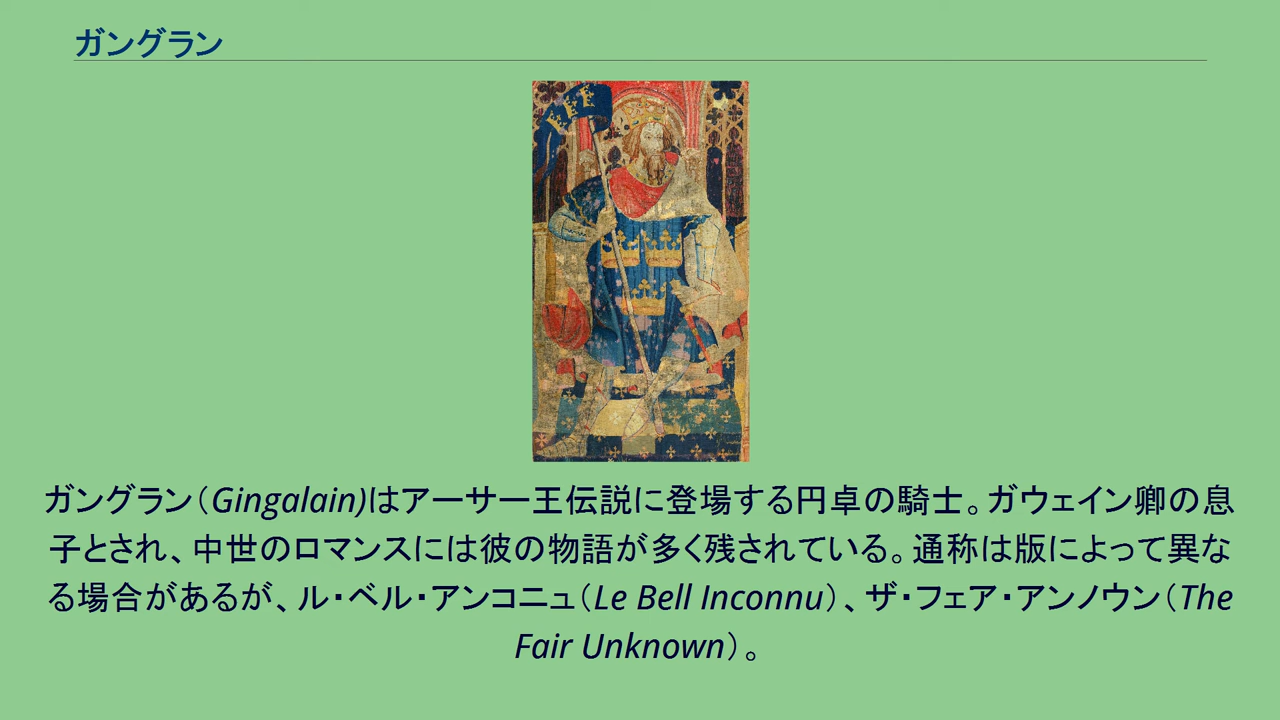 ガングラン
ガングラン（Gingalain)はアーサー王伝説に登場する円卓の騎士。ガウェイン卿の息
子とされ、中世のロマンスには彼の物語が多く残されている。通称は版によって異な
る場合があるが、ル・ベル・アンコニュ（Le Bell Inconnu）、ザ・フェア・アンノウン（The
Fair Unknown）。